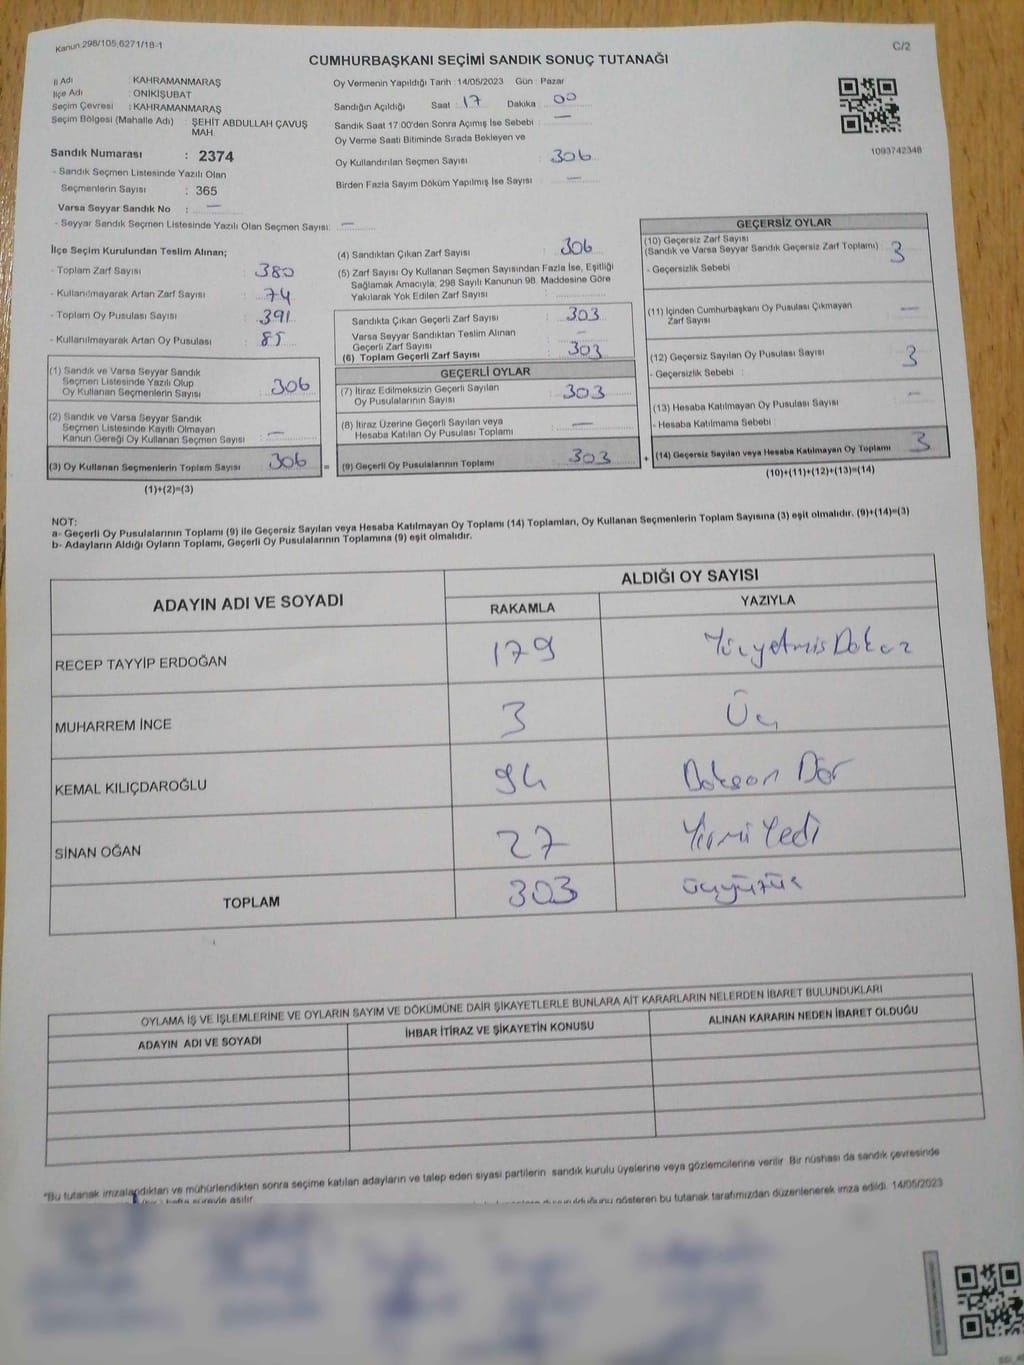 Kanun:298/105,6271/18-1
C/2
CUMHURBAŞKANI SEÇİMİ SANDIK SONUÇ TUTANAĞI
İl Adı : KAHRAMANMARAŞ
İlçe Adı : ONİKİŞUBAT
Seçim Çevresi : KAHRAMANMARAŞ
Seçim Bölgesi (Mahalle Adı) : ŞEHİT ABDULLAH ÇAVUŞ MAH.
Sandık Numarası : 2374
- Sandık Seçmen Listesinde Yazılı Olan
Seçmenlerin Sayısı : 365
Varsa Seyyar Sandık No : —
- Seyyar Sandık Seçmen Listesinde Yazılı Olan Seçmen Sayısı: —
Oy Vermenin Yapıldığı Tarih :14/05/2023 Gün : Pazar
Sandığın Açıldığı Saat : 17 Dakika : 00
Sandık Saat 17:00'den Sonra Açımış İse Sebebi : —
Oy Verme Saati Bitiminde Sırada Bekleyen ve
Oy Kullandırılan Seçmen Sayısı : 306
Birden Fazla Sayım Döküm Yapılmış İse Sayısı : —
1093742348
İlçe Seçim Kurulundan Teslim Alınan;
- Toplam Zarf Sayısı : 380
- Kullanılmayarak Artan Zarf Sayısı : 74
- Toplam Oy Pusulası Sayısı : 391
- Kullanılmayarak Artan Oy Pusulası : 85
(1) Sandık ve Varsa Seyyar Sandık
Seçmen Listesinde Yazılı Olup
Oy Kullanan Seçmenlerin Sayısı : 306
(2) Sandık ve Varsa Seyyar Sandık
Seçmen Listesinde Kayıtlı Olmayan
Kanun Gereği Oy Kullanan Seçmen Sayısı : —
(3) Oy Kullanan Seçmenlerin Toplam Sayısı 306 =
(1)+(2)=(3)
(4) Sandıktan Çıkan Zarf Sayısı : 306
(5) Zarf Sayısı Oy Kullanan Seçmen Sayısından Fazla İse, Eşitliği
Sağlamak Amacıyla; 298 Sayılı Kanunun 98. Maddesine Göre
Yakılarak Yok Edilen Zarf Sayısı :
Sandıkta Çıkan Geçerli Zarf Sayısı : 303
Varsa Seyyar Sandıktan Teslim Alınan
Geçerli Zarf Sayısı : —
(6) Toplam Geçerli Zarf Sayısı : 303
GEÇERLİ OYLAR
(7) İtiraz Edilmeksizin Geçerli Sayılan
Oy Pusulalarının Sayısı : 303
(8) İtiraz Üzerine Geçerli Sayılan veya
Hesaba Katılan Oy Pusulası Toplamı : —
(9) Geçerli Oy Pusulalarının Toplamı 303 +
GEÇERSİZ OYLAR
(10) Geçersiz Zarf Sayısı
(Sandık ve Varsa Seyyar Sandık Geçersiz Zarf Toplamı) : 3
- Geçersizlik Sebebi
(11) İçinden Cumhurbaşkanı Oy Pusulası Çıkmayan
Zarf Sayısı : —
(12) Geçersiz Sayılan Oy Pusulası Sayısı : 3
- Geçersizlik Sebebi :
(13) Hesaba Katılmayan Oy Pusulası Sayısı : —
- Hesaba Katılmama Sebebi :
(14) Geçersiz Sayılan veya Hesaba Katılmayan Oy Toplamı 3
(10)+(11)+(12)+(13)=(14)
NOT:
a- Geçerli Oy Pusulalarının Toplamı (9) ile Geçersiz Sayılan veya Hesaba Katılmayan Oy Toplamı (14) Toplamları, Oy Kullanan Seçmenlerin Toplam Sayısına (3) eşit olmalıdır. (9)+(14)=(3)
b- Adayların Aldığı Oyların Toplamı, Geçerli Oy Pusulalarının Toplamına (9) eşit olmalıdır.
ADAYIN ADI VE SOYADI ALDIĞI OY SAYISI
RAKAMLA YAZIYLA
RECEP TAYYİP ERDOĞAN 179 Yüzyetmiş Dokuz
MUHARREM İNCE 3 Üç
KEMAL KILIÇDAROĞLU 94 Doksan Dör
SİNAN OĞAN 27 Yirmi Yedi
TOPLAM 303 üçyüzüç
OYLAMA İŞ VE İŞLEMLERİNE VE OYLARIN SAYIM VE DÖKÜMÜNE DAİR ŞİKAYETLERLE BUNLARA AİT KARARLARIN NELERDEN İBARET BULUNDUKLARI
ADAYIN ADI VE SOYADI İHBAR İTİRAZ VE ŞİKAYETİN KONUSU ALINAN KARARIN NEDEN İBARET OLDUĞU
*Bu tutanak imzalandıktan ve mühürlendikten sonra seçime katılan adayların ve talep eden siyasi partilerin sandık kurulu üyelerine veya gözlemcilerine verilir. Bir nüshası da sandık çevresinde
hafta süreyle asılır.
duyurulduğunu gösteren bu tutanak tarafımızdan düzenlenerek imza edildi. 14/05/2023